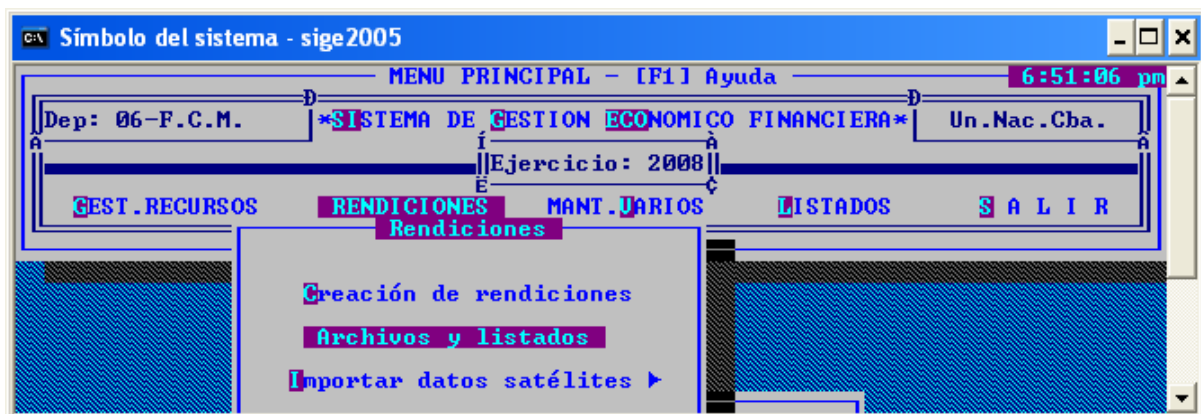 Símbolo del sistema - sige2005
MENU PRINCIPAL - [F1] Ayuda 6:51:06 pm
Dep: 06-F.C.M. *SISTEMA DE GESTION ECONOMICO FINANCIERA* Un.Nac.Cba.
Ejercicio: 2008
GEST.RECURSOS RENDICIONES MANT.VARIOS LISTADOS S A L I R
Rendiciones
Creación de rendiciones
Archivos y listados
Importar datos satélites